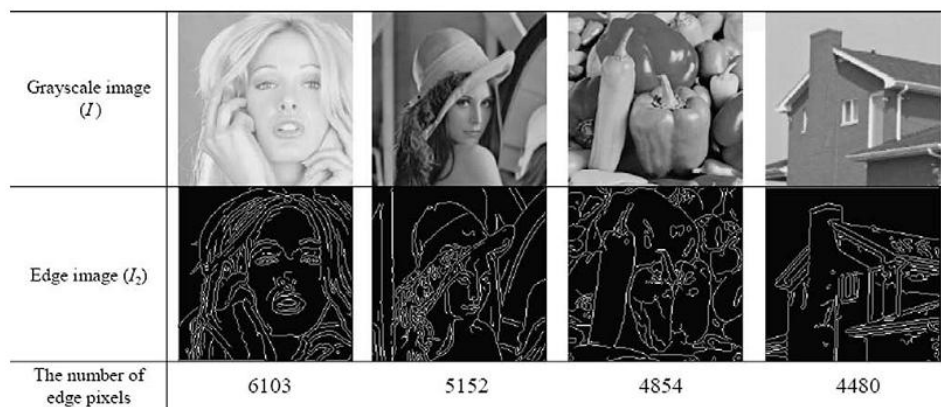 Grayscale image
(I)
Edge image (I₂)
The number of
edge pixels
6103 5152 4854 4480